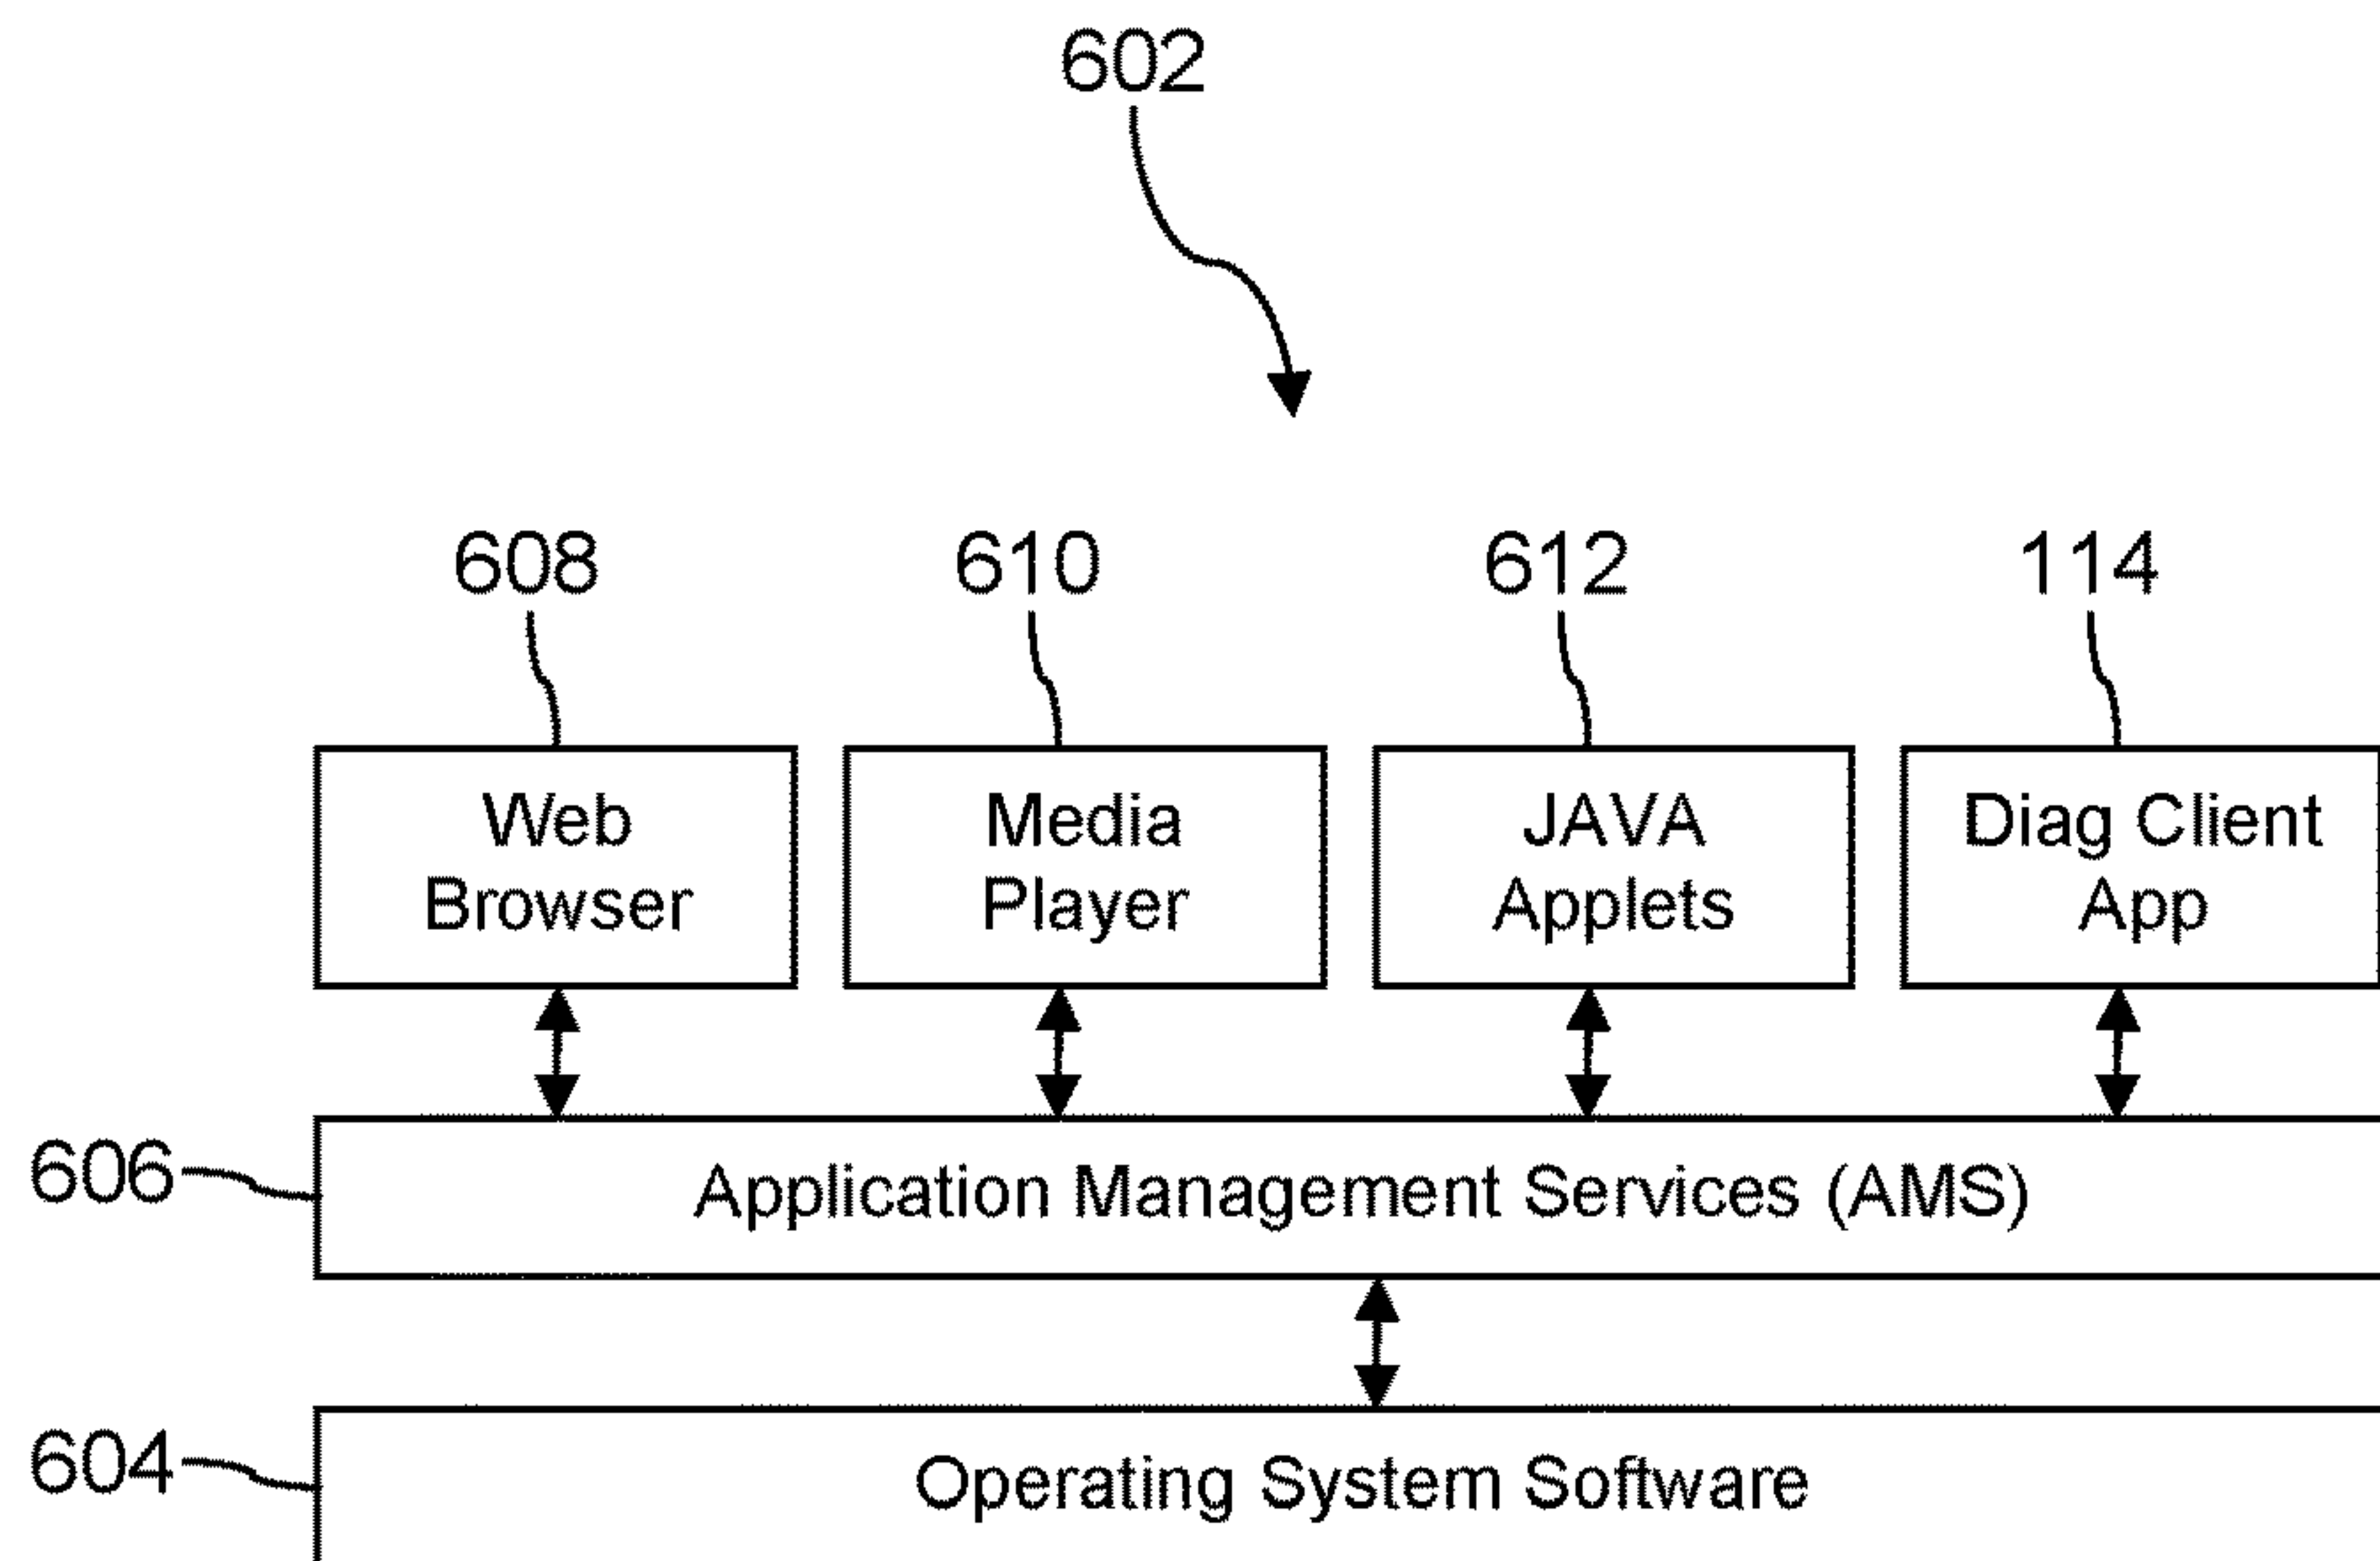 602
608
610
612
114
Web
Browser
Media
Player
JAVA
Applets
Diag Client
App
606
Application Management Services (AMS)
604
Operating System Software